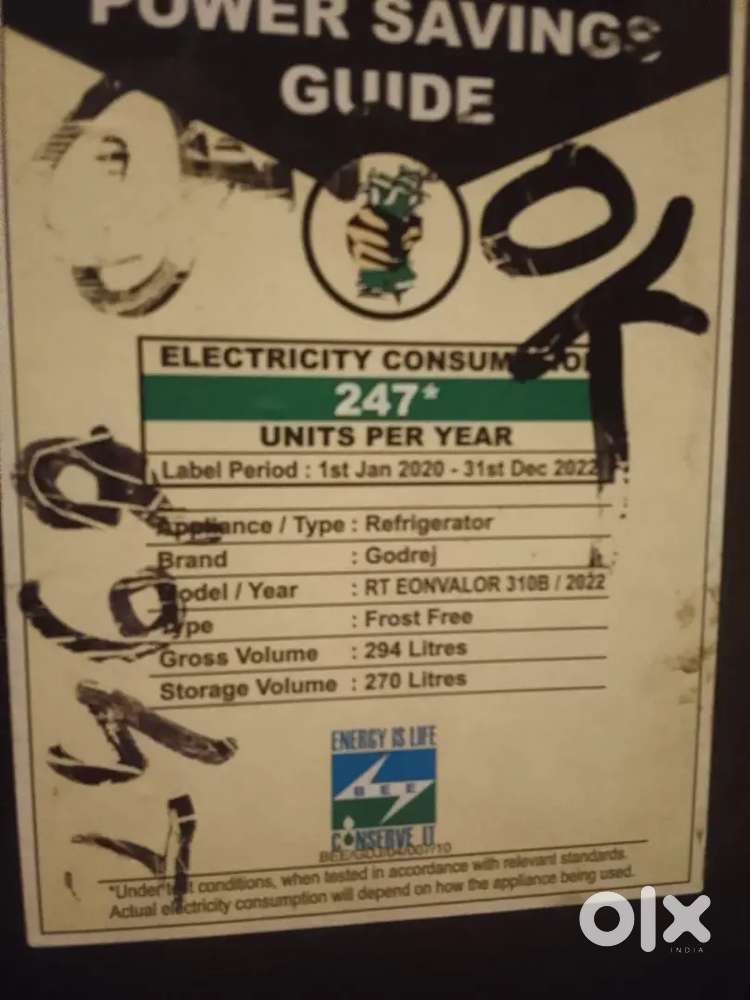 POWER SAVINGS
GUIDE
OK
ELECTRICITY
247*
UNITS PER YEAR
Label Period : 1st Jan 2020 - 31st Dec 2022
Appliance / Type : Refrigerator
Brand : Godrej
Model / Year : RT EONVALOR 310B / 2022
Type : Frost Free
Gross Volume : 294 Litres
Storage Volume : 270 Litres
ENERGY IS LIFE
BEE
CONSERVE IT
*Under test conditions, when tested in accordance with relevant standards.
Actual electricity consumption will depend on how the appliance being used.
olx
INDIA